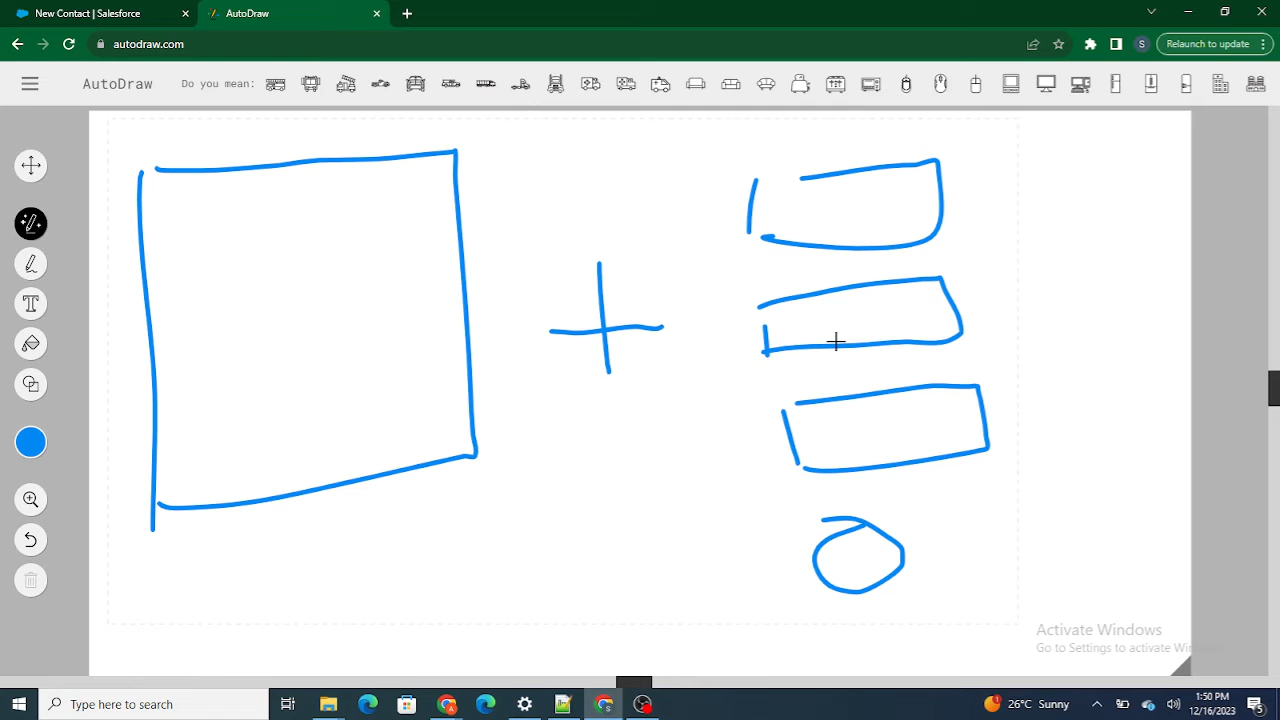 New Contact | Salesforce
AutoDraw
autodraw.com
S
Relaunch to update
AutoDraw
Do you mean:
T
Activate Windows
Go to Settings to activate
Type here to search
26°C Sunny
1:50 PM
12/16/2023